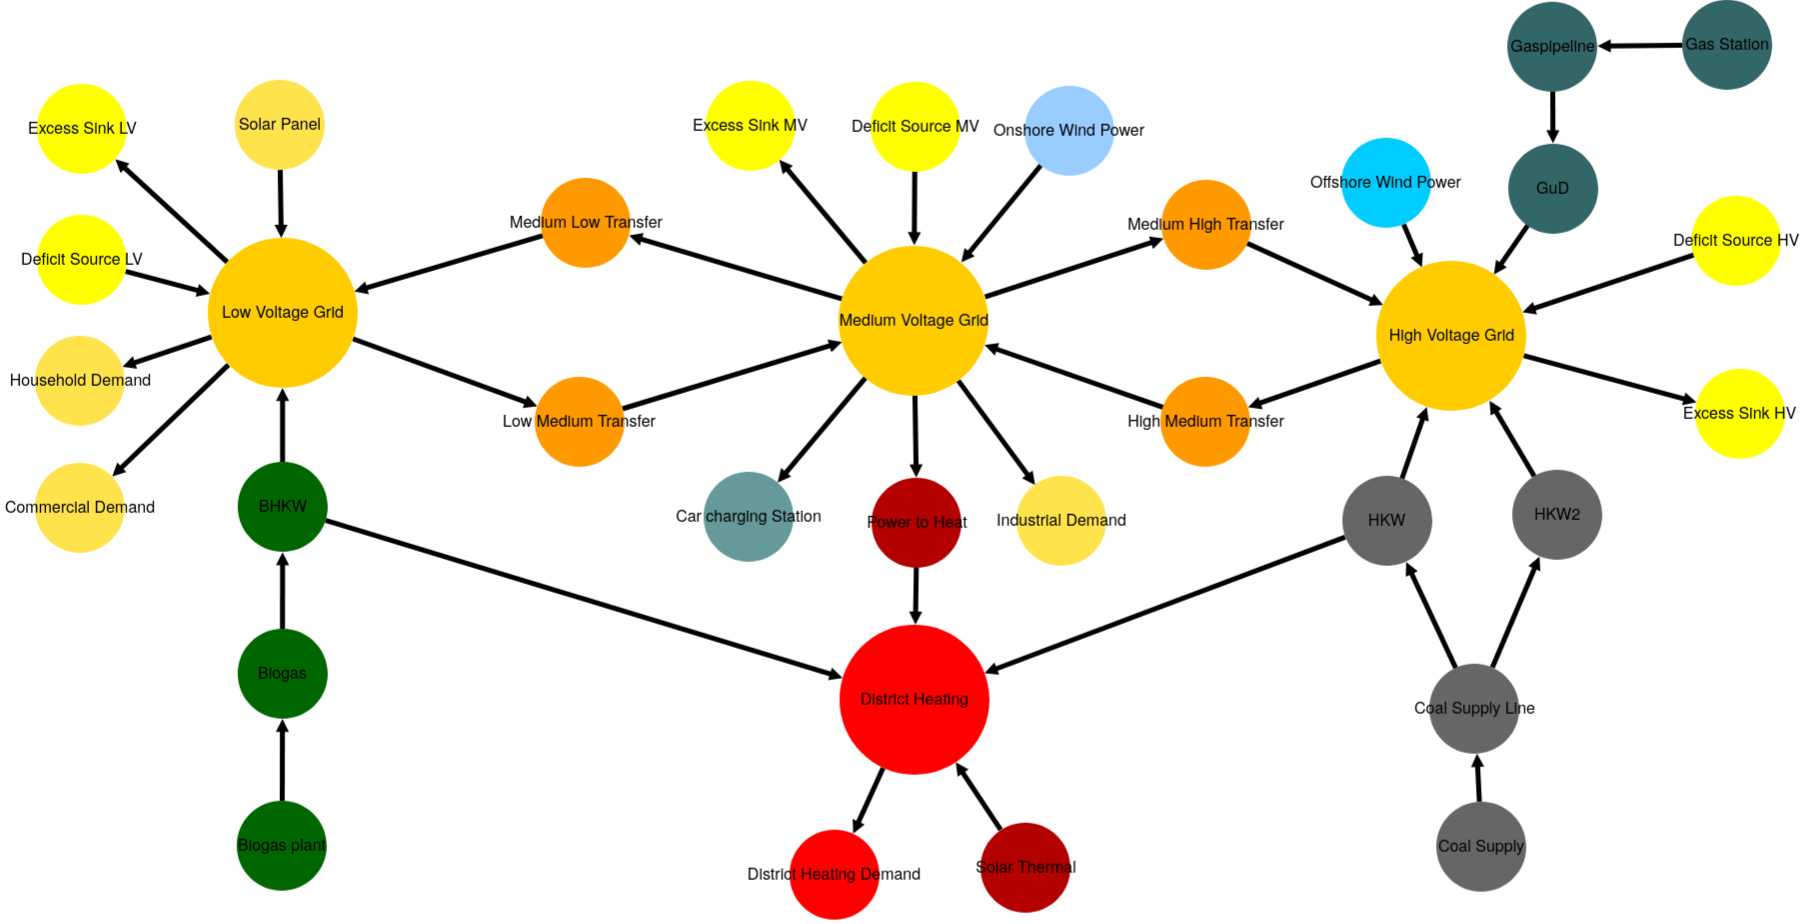 Gas Station
Gaspipeline
Excess Sink LV
Solar Panel
Excess Sink MV
Deficit Source MV
Onshore Wind Power
Offshore Wind Power
GuD
Medium Low Transfer
Medium High Transfer
Deficit Source HV
Deficit Source LV
Low Voltage Grid
Medium Voltage Grid
High Voltage Grid
Household Demand
Low Medium Transfer
High Medium Transfer
Excess Sink HV
Commercial Demand
BHKW
Car charging Station
Power to Heat
Industrial Demand
HKW
HKW2
Biogas
District Heating
Coal Supply Line
Biogas plant
District Heating Demand
Solar Thermal
Coal Supply